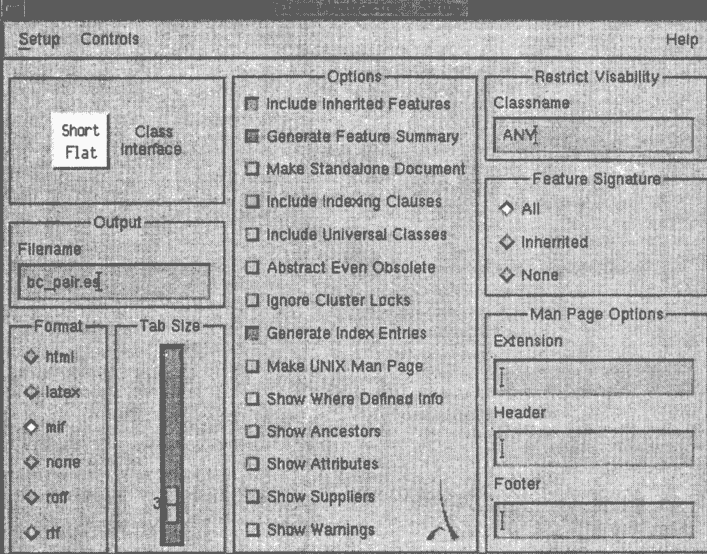 Setup Controls Help
Short
Flat
Class
Interface
Output
Filename
bc_pair.es
Format
html
latex
mif
none
roff
rtf
Tab Size
3
Options
Include Inherited Features
Generate Feature Summary
Make Standalone Document
Include Indexing Clauses
Include Universal Classes
Abstract Even Obsolete
Ignore Cluster Locks
Generate Index Entries
Make UNIX Man Page
Show Where Defined Info
Show Ancestors
Show Attributes
Show Suppliers
Show Warnings
Restrict Visability
Classname
ANY
Feature Signature
All
Inherrited
None
Man Page Options
Extension
Header
Footer